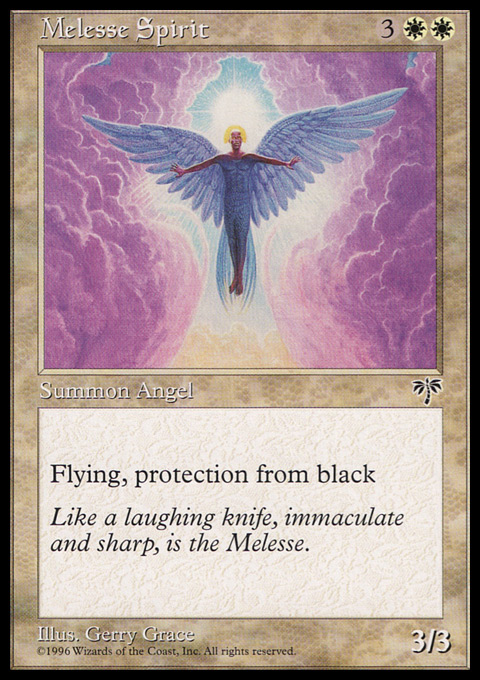 Melesse Spirit 3
Summon Angel
Flying, protection from black
Like a laughing knife, immaculate
and sharp, is the Melesse.
Illus. Gerry Grace
3/3
©1996 Wizards of the Coast, Inc. All rights reserved.